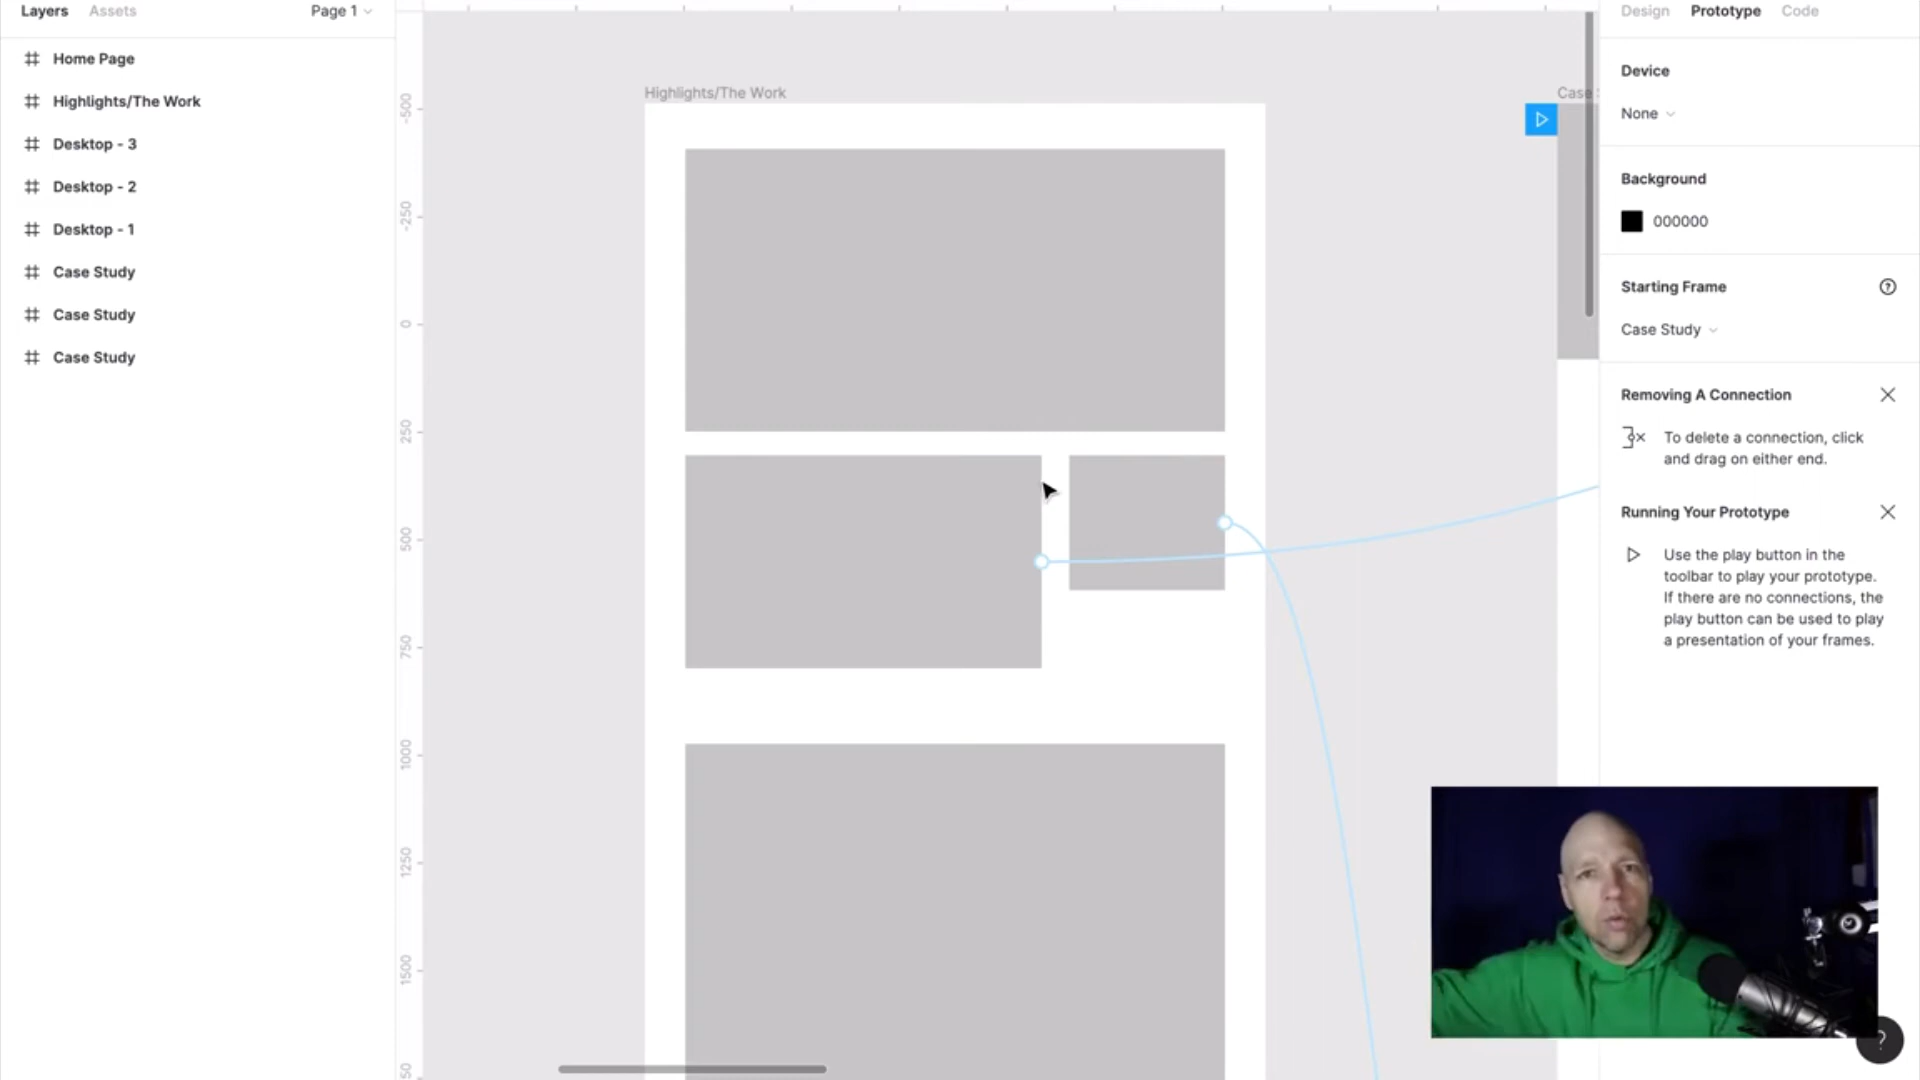 Layers Assets Page 1
Home Page
Highlights/The Work
Desktop - 3
Desktop - 2
Desktop - 1
Case Study
Case Study
Case Study
-500
-250
0
250
500
750
1000
1250
1500
50
Highlights/The Work
Case
Design Prototype Code
Device
None
Background
000000
Starting Frame
?
Case Study
Removing A Connection
To delete a connection, click
and drag on either end.
Running Your Prototype
Use the play button in the
toolbar to play your prototype.
If there are no connections, the
play button can be used to play
a presentation of your frames.
?